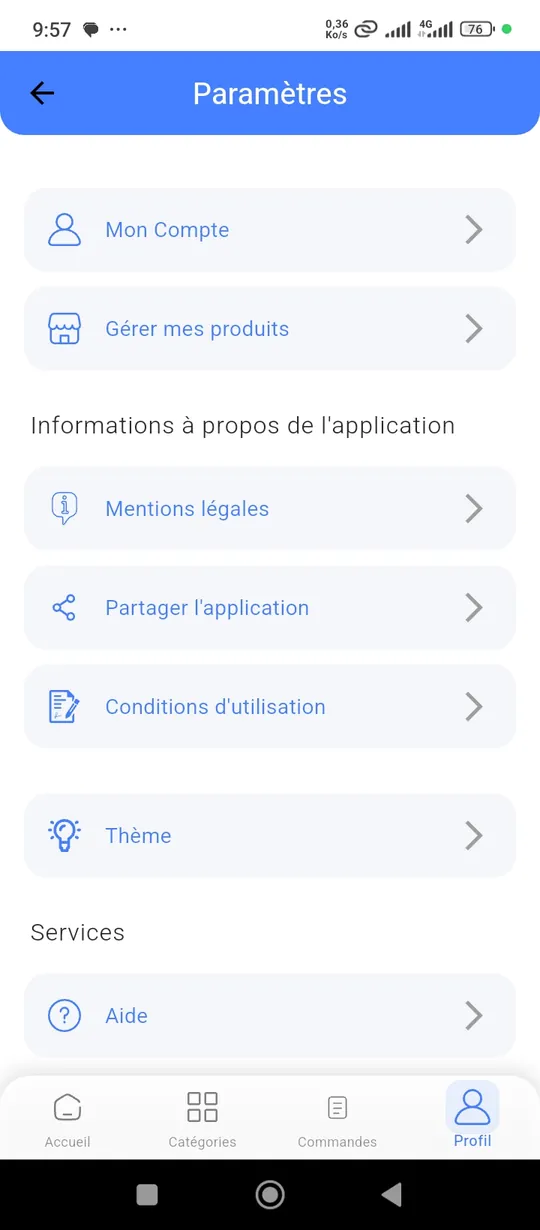 9:57
0,36
Ko/s
4G
76
Paramètres
Mon Compte
Gérer mes produits
Informations à propos de l'application
Mentions légales
Partager l'application
Conditions d'utilisation
Thème
Services
Aide
Accueil
Catégories
Commandes
Profil